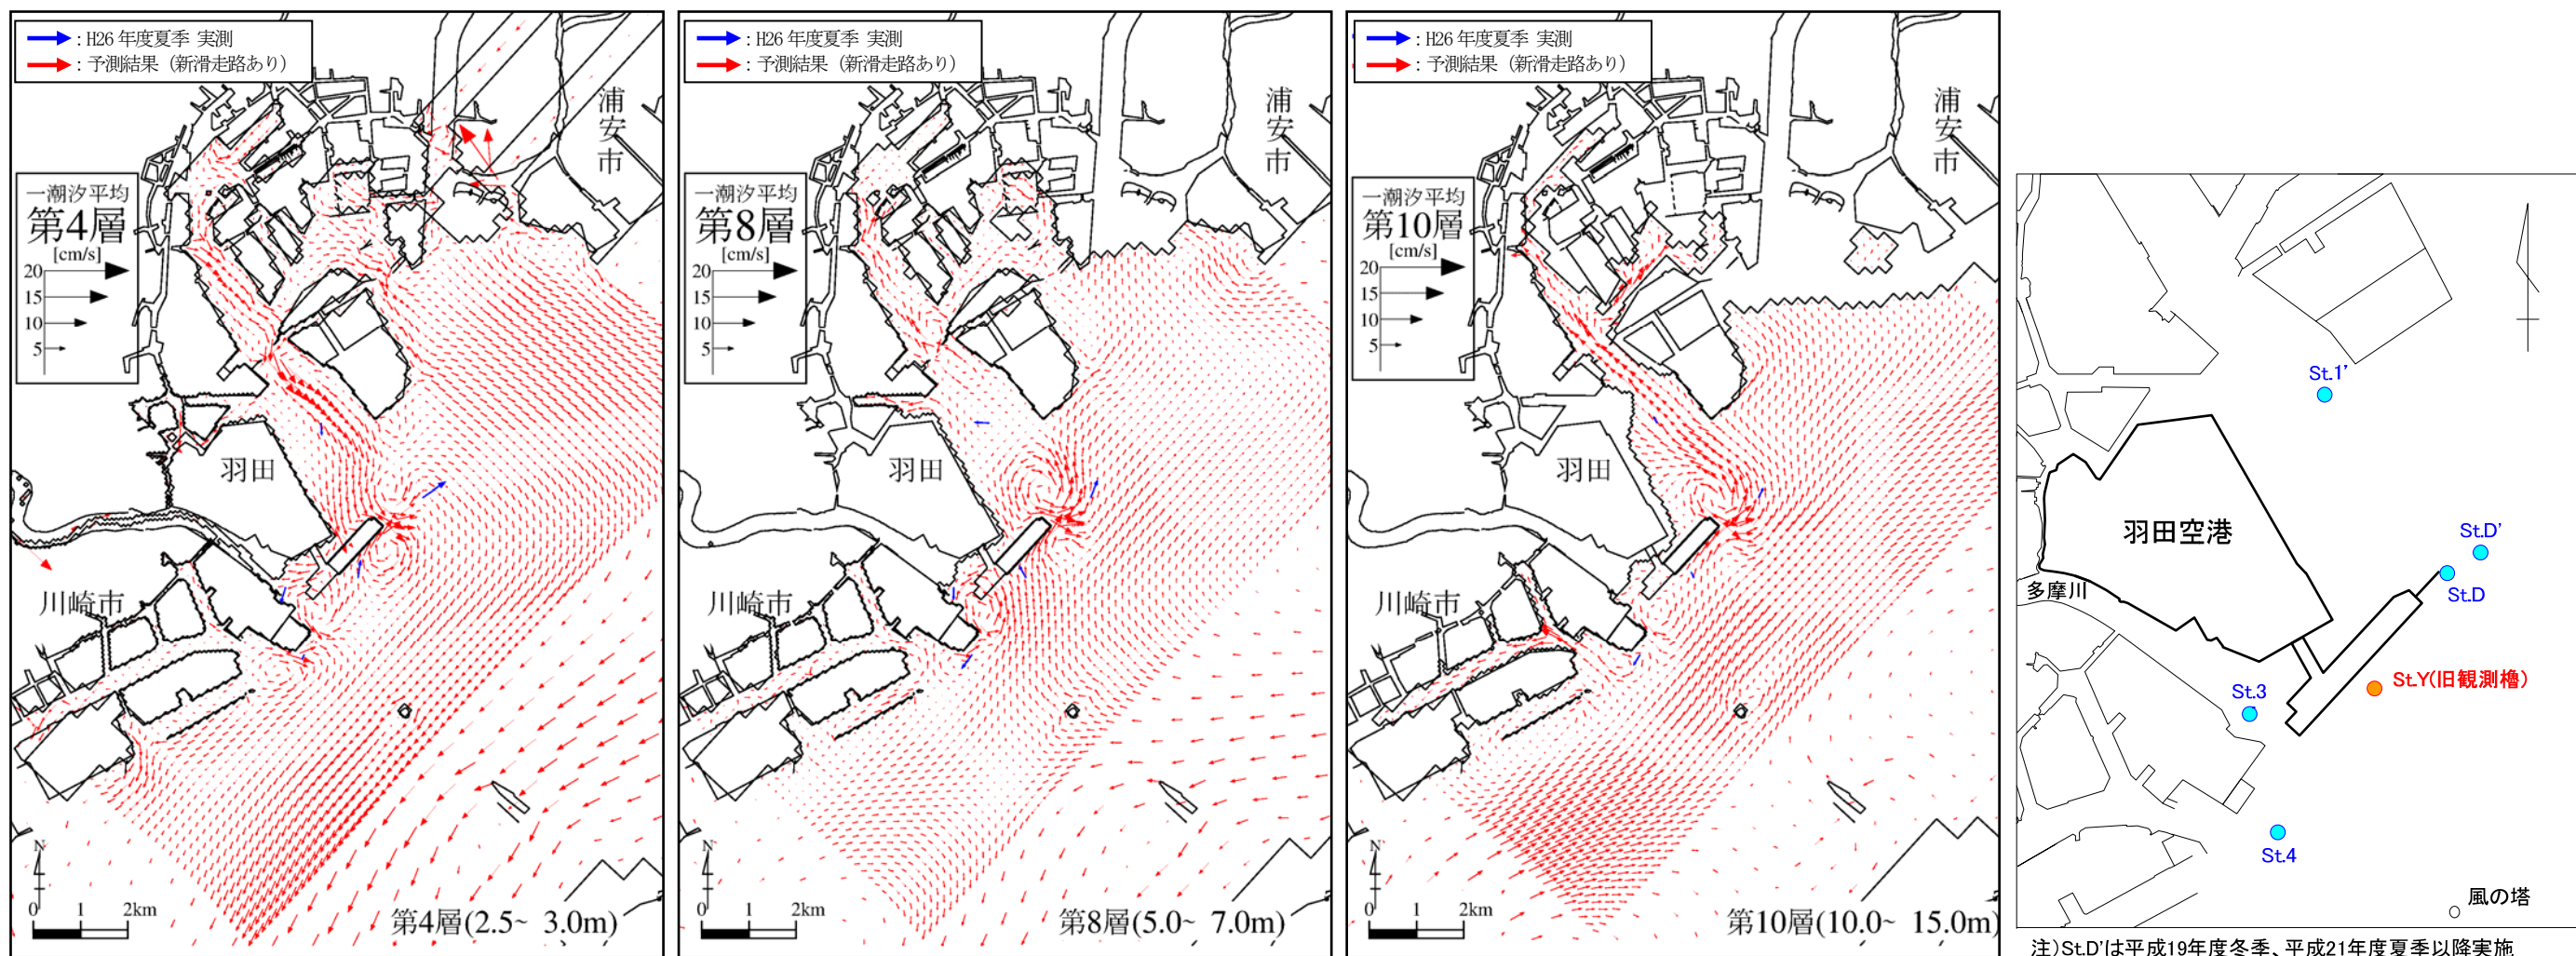 : H26 年度夏季 実測
: 予測結果（新滑走路あり）
浦安市
一潮汐平均
第4層
[cm/s]
20
15
10
5
羽田
川崎市
N
0 1 2km
第4層(2.5~ 3.0m)
: H26 年度夏季 実測
: 予測結果（新滑走路あり）
浦安市
一潮汐平均
第8層
[cm/s]
20
15
10
5
羽田
川崎市
N
0 1 2km
第8層(5.0~ 7.0m)
: H26 年度夏季 実測
: 予測結果（新滑走路あり）
浦安市
一潮汐平均
第10層
[cm/s]
20
15
10
5
羽田
川崎市
N
0 1 2km
第10層(10.0~ 15.0m)
St.1'
羽田空港
St.D'
St.D
多摩川
St.Y(旧観測櫓)
St.3
St.4
風の塔
注)St.D'は平成19年度冬季、平成21年度夏季以降実施